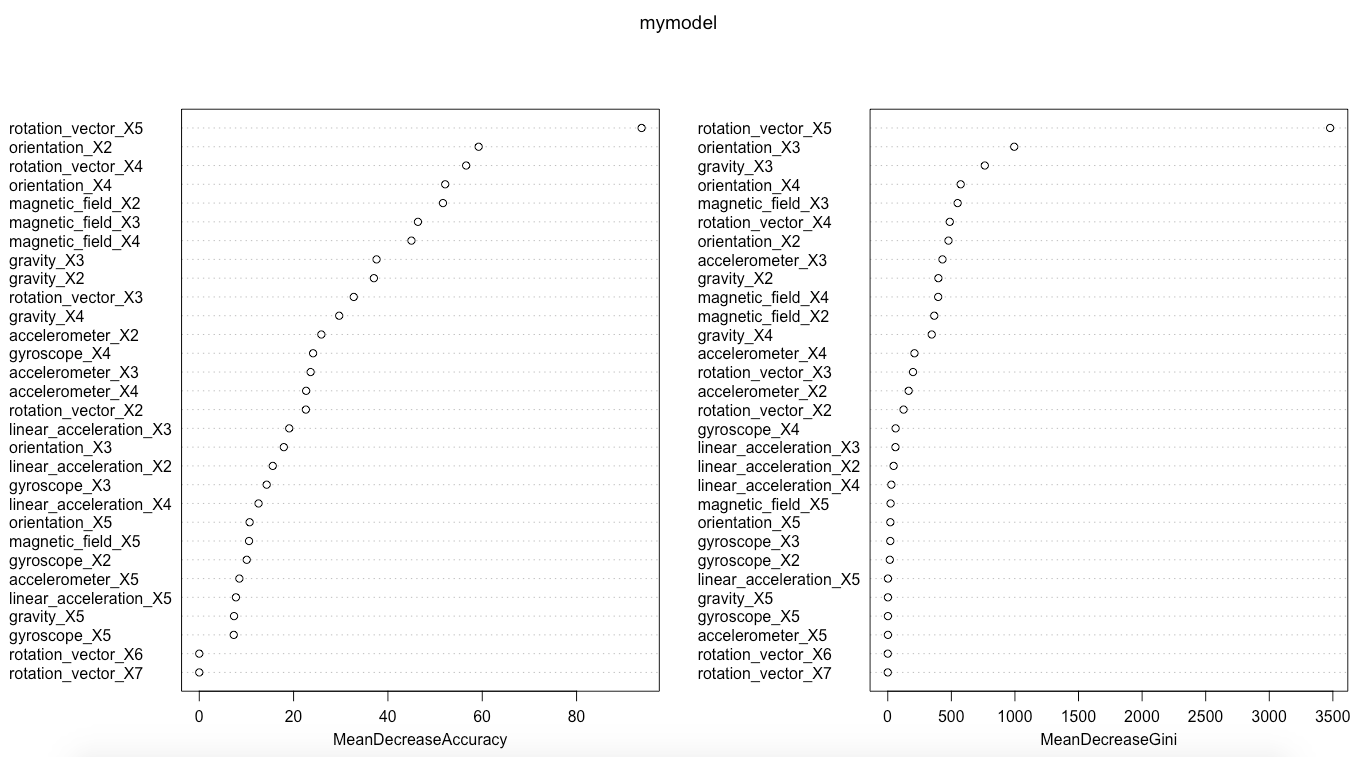 mymodel
rotation_vector_X5
orientation_X2
rotation_vector_X4
orientation_X4
magnetic_field_X2
magnetic_field_X3
magnetic_field_X4
gravity_X3
gravity_X2
rotation_vector_X3
gravity_X4
accelerometer_X2
gyroscope_X4
accelerometer_X3
accelerometer_X4
rotation_vector_X2
linear_acceleration_X3
orientation_X3
linear_acceleration_X2
gyroscope_X3
linear_acceleration_X4
orientation_X5
magnetic_field_X5
gyroscope_X2
accelerometer_X5
linear_acceleration_X5
gravity_X5
gyroscope_X5
rotation_vector_X6
rotation_vector_X7
0 20 40 60 80
MeanDecreaseAccuracy
rotation_vector_X5
orientation_X3
gravity_X3
orientation_X4
magnetic_field_X3
rotation_vector_X4
orientation_X2
accelerometer_X3
gravity_X2
magnetic_field_X4
magnetic_field_X2
gravity_X4
accelerometer_X4
rotation_vector_X3
accelerometer_X2
rotation_vector_X2
gyroscope_X4
linear_acceleration_X3
linear_acceleration_X2
linear_acceleration_X4
magnetic_field_X5
orientation_X5
gyroscope_X3
gyroscope_X2
linear_acceleration_X5
gravity_X5
gyroscope_X5
accelerometer_X5
rotation_vector_X6
rotation_vector_X7
0 500 1000 1500 2000 2500 3000 3500
MeanDecreaseGini